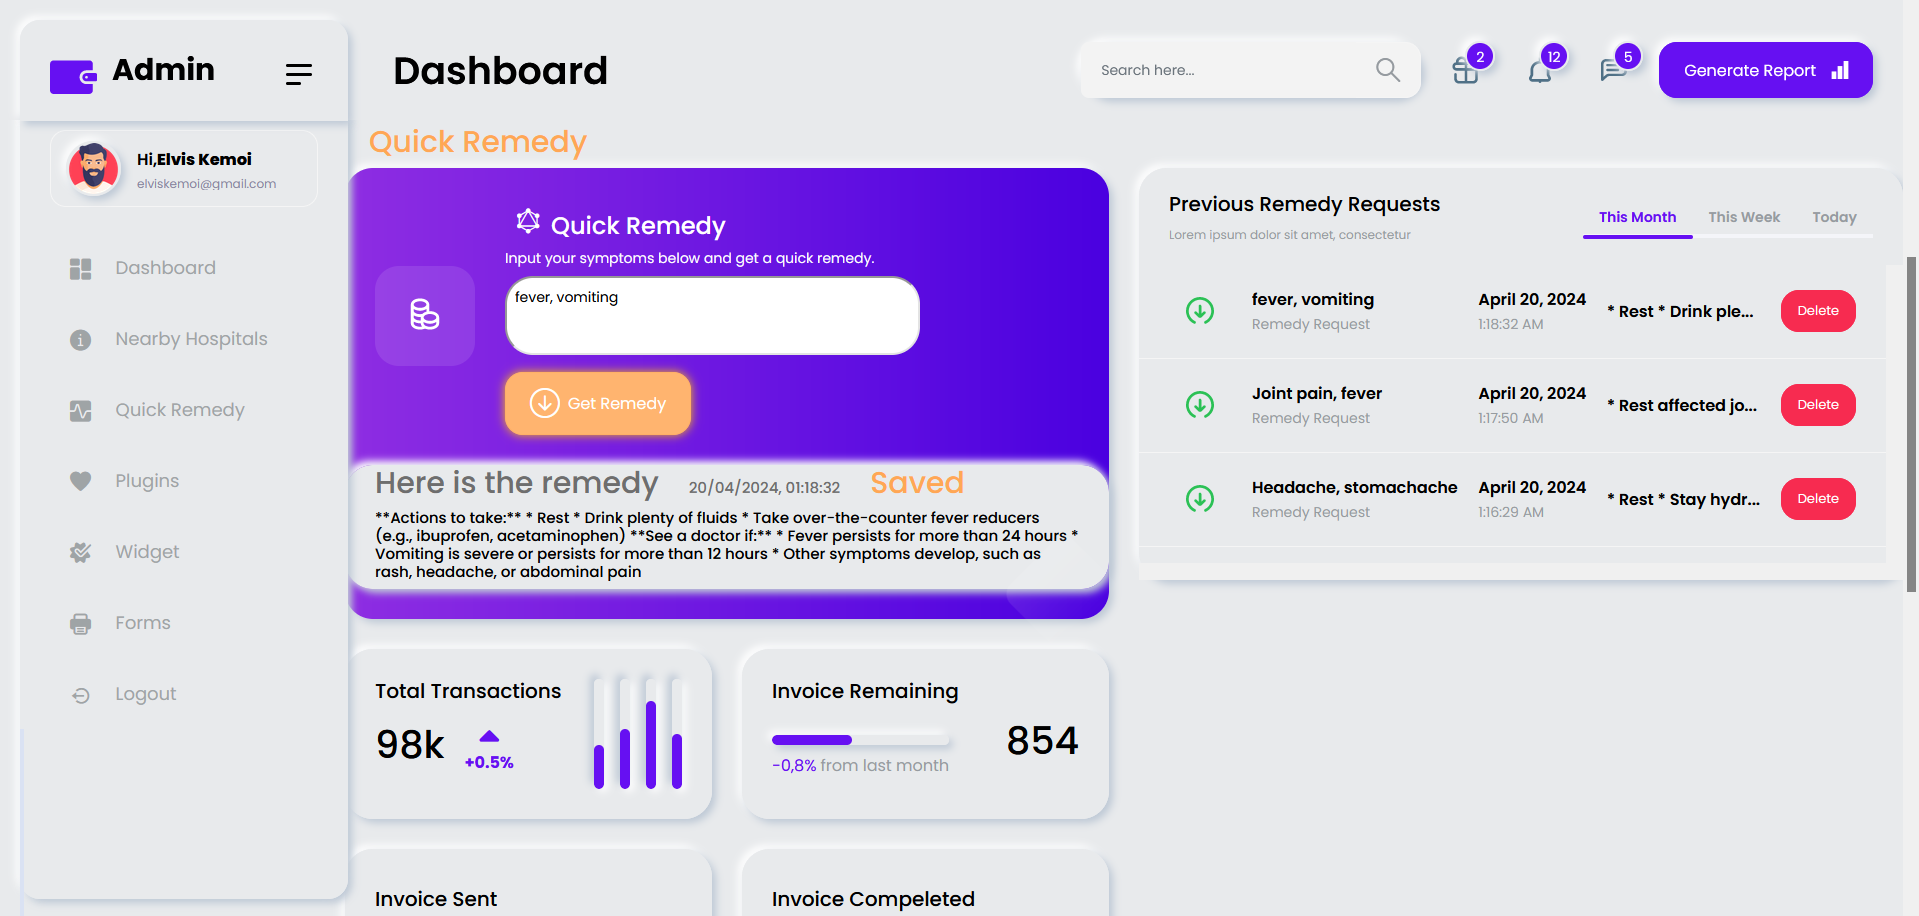 Admin
Dashboard
Search here...
2
12
5
Generate Report
Hi,Elvis Kemoi
elviskemoi@gmail.com
Dashboard
Nearby Hospitals
Quick Remedy
Plugins
Widget
Forms
Logout
Quick Remedy
Quick Remedy
Input your symptoms below and get a quick remedy.
fever, vomiting
Get Remedy
Here is the remedy 20/04/2024, 01:18:32 Saved
**Actions to take:** * Rest * Drink plenty of fluids * Take over-the-counter fever reducers
(e.g., ibuprofen, acetaminophen) **See a doctor if:** * Fever persists for more than 24 hours *
Vomiting is severe or persists for more than 12 hours * Other symptoms develop, such as
rash, headache, or abdominal pain
Previous Remedy Requests
Lorem ipsum dolor sit amet, consectetur
This Month This Week Today
fever, vomiting April 20, 2024 * Rest * Drink ple... Delete
Remedy Request 1:18:32 AM
Joint pain, fever April 20, 2024 * Rest affected jo... Delete
Remedy Request 1:17:50 AM
Headache, stomachache April 20, 2024 * Rest * Stay hydr... Delete
Remedy Request 1:16:29 AM
Total Transactions
98k
+0.5%
Invoice Remaining
854
-0,8% from last month
Invoice Sent
Invoice Compeleted